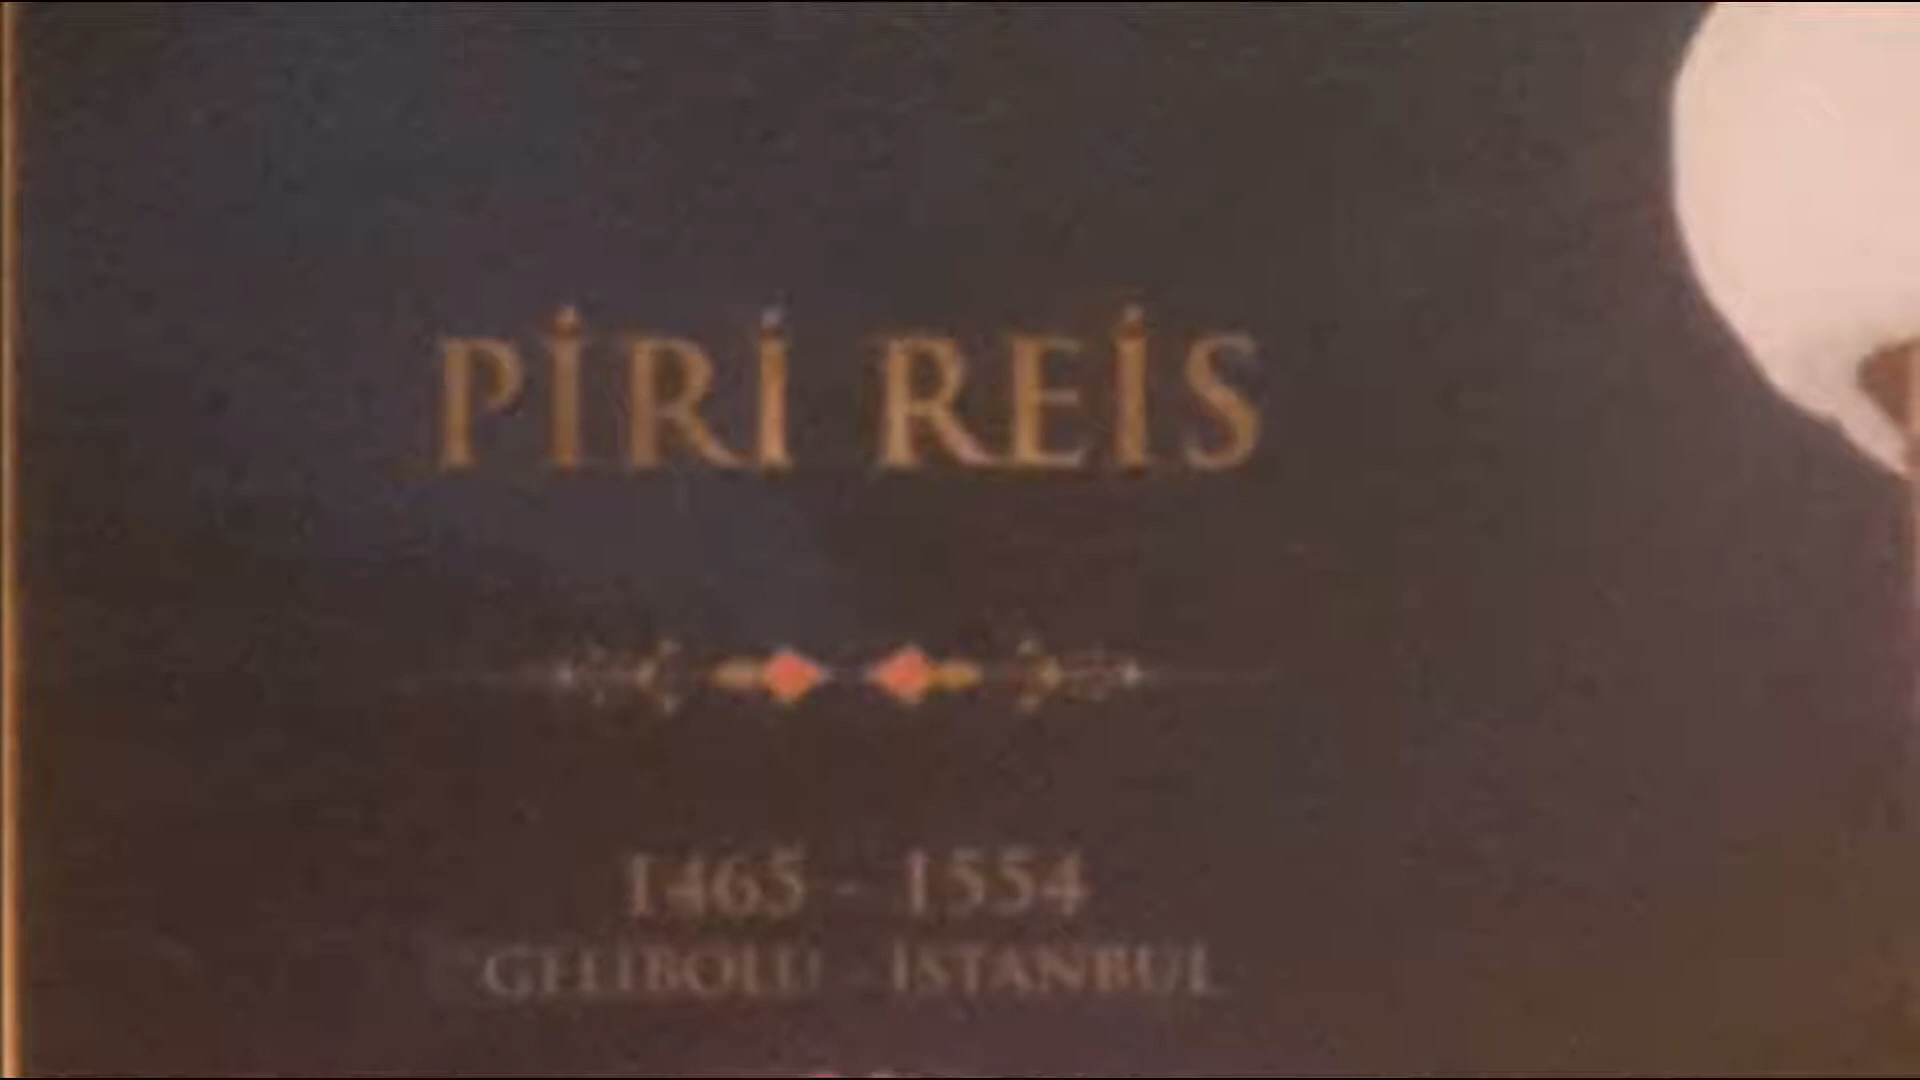 PİRİ REİS
1465 - 1554
GELİBOLU - İSTANBUL